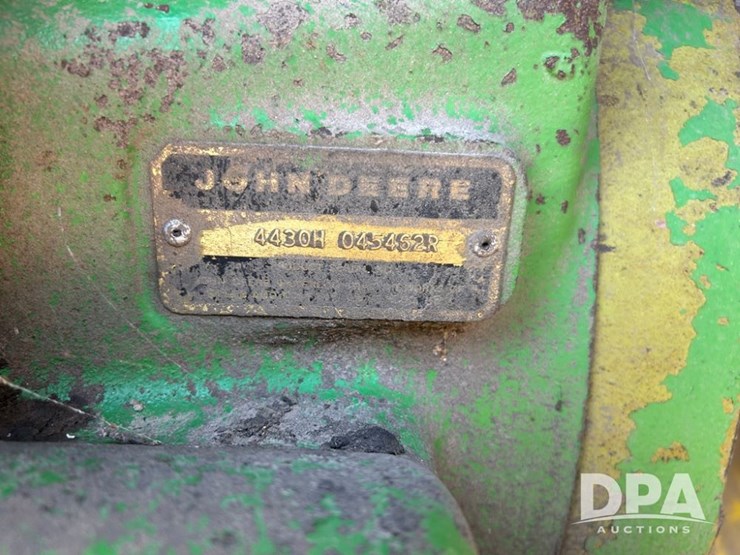 JOHN DEERE
4430H 045462R
DPA
AUCTIONS